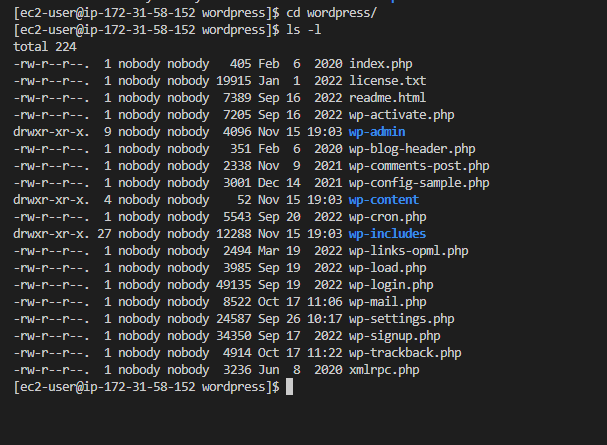 [ec2-user@ip-172-31-58-152 wordpress]$ cd wordpress/
[ec2-user@ip-172-31-58-152 wordpress]$ ls -l
total 224
-rw-r--r--.  1 nobody nobody   405 Feb  6  2020 index.php
-rw-r--r--.  1 nobody nobody 19915 Jan  1  2022 license.txt
-rw-r--r--.  1 nobody nobody  7389 Sep 16  2022 readme.html
-rw-r--r--.  1 nobody nobody  7205 Sep 16  2022 wp-activate.php
drwxr-xr-x.  9 nobody nobody  4096 Nov 15 19:03 wp-admin
-rw-r--r--.  1 nobody nobody   351 Feb  6  2020 wp-blog-header.php
-rw-r--r--.  1 nobody nobody  2338 Nov  9  2021 wp-comments-post.php
-rw-r--r--.  1 nobody nobody  3001 Dec 14  2021 wp-config-sample.php
drwxr-xr-x.  4 nobody nobody    52 Nov 15 19:03 wp-content
-rw-r--r--.  1 nobody nobody  5543 Sep 20  2022 wp-cron.php
drwxr-xr-x. 27 nobody nobody 12288 Nov 15 19:03 wp-includes
-rw-r--r--.  1 nobody nobody  2494 Mar 19  2022 wp-links-opml.php
-rw-r--r--.  1 nobody nobody  3985 Sep 19  2022 wp-load.php
-rw-r--r--.  1 nobody nobody 49135 Sep 19  2022 wp-login.php
-rw-r--r--.  1 nobody nobody  8522 Oct 17 11:06 wp-mail.php
-rw-r--r--.  1 nobody nobody 24587 Sep 26 10:17 wp-settings.php
-rw-r--r--.  1 nobody nobody 34350 Sep 17  2022 wp-signup.php
-rw-r--r--.  1 nobody nobody  4914 Oct 17 11:22 wp-trackback.php
-rw-r--r--.  1 nobody nobody  3236 Jun  8  2020 xmlrpc.php
[ec2-user@ip-172-31-58-152 wordpress]$